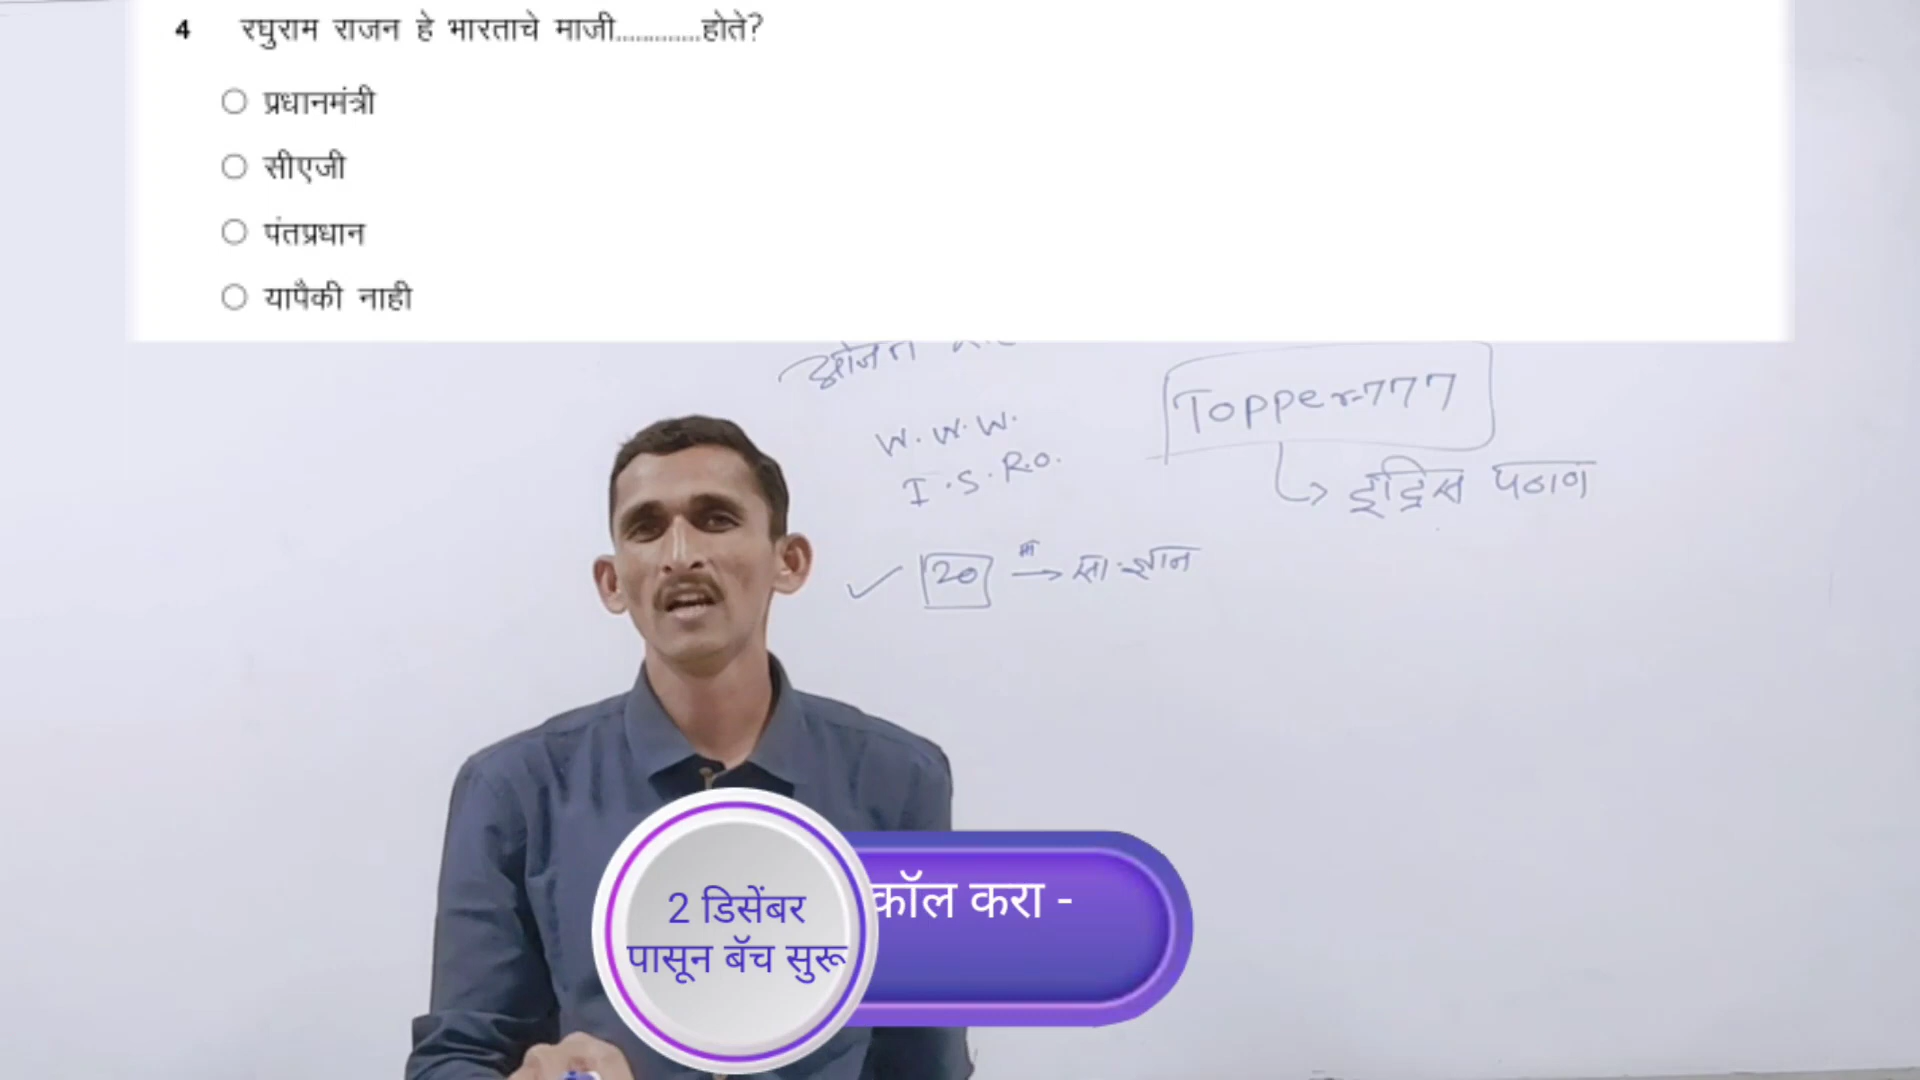 4 रघुराम राजन हे भारताचे माजी.............होते?
प्रधानमंत्री
सीएजी
पंतप्रधान
यापैकी नाही
Topper-777
W. W. W.
I.S.R.O.
इद्रिस पठाण
20 → सा. ज्ञान
2 डिसेंबर
पासून बॅच सुरू
कॉल करा -